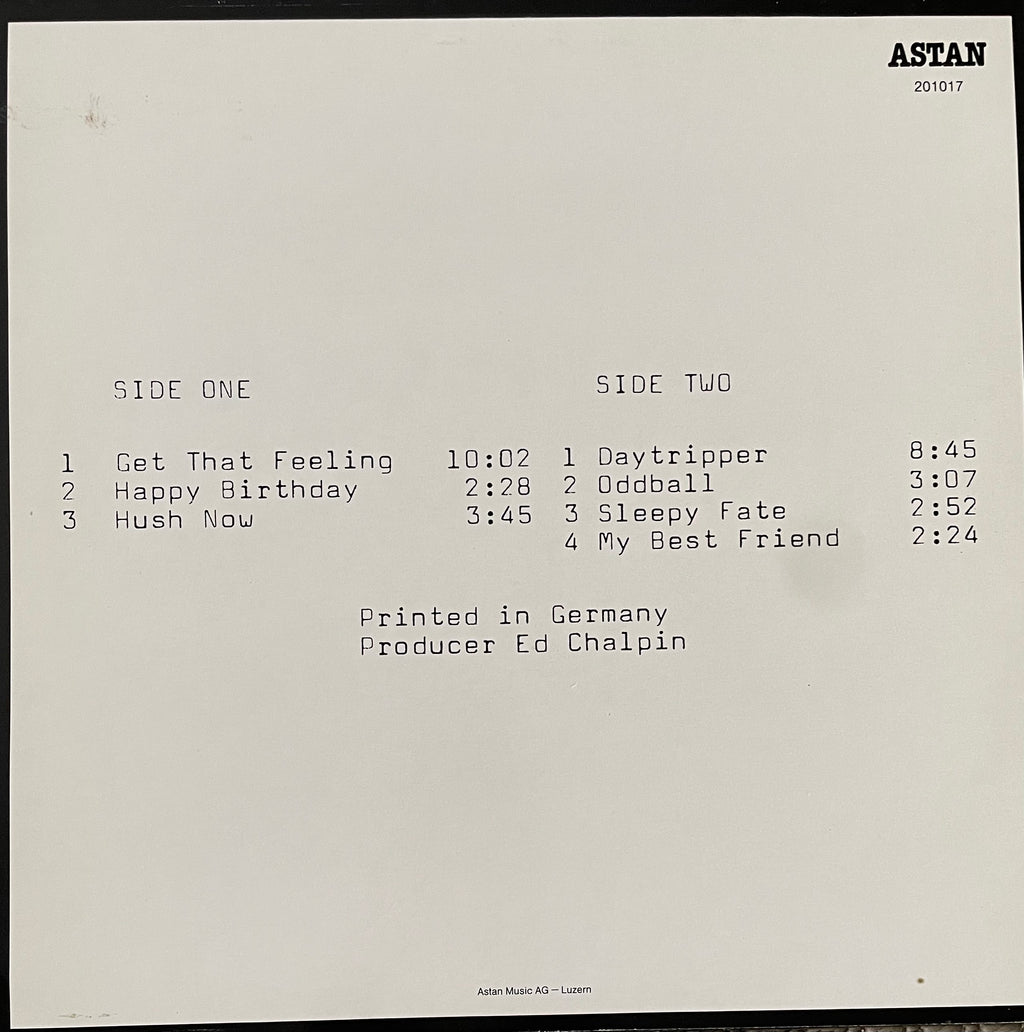 ASTAN
201017
SIDE ONE
1 Get That Feeling 10:02
2 Happy Birthday 2:28
3 Hush Now 3:45
SIDE TWO
1 Daytripper 8:45
2 Oddball 3:07
3 Sleepy Fate 2:52
4 My Best Friend 2:24
Printed in Germany
Producer Ed Chalpin
Astan Music AG – Luzern